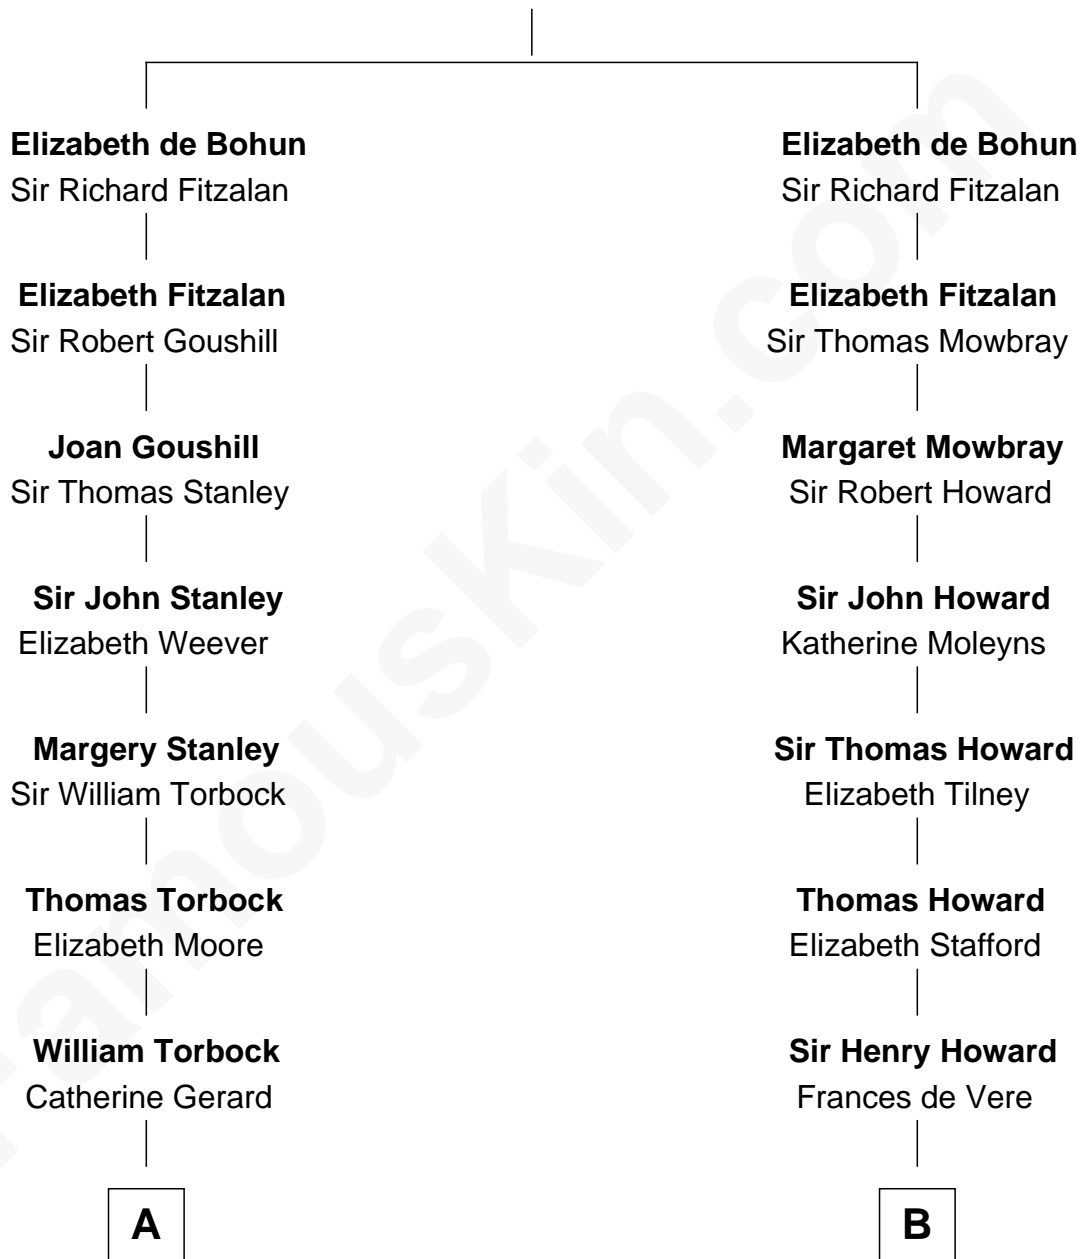 Elizabeth de Bohun
Sir Richard Fitzalan
Elizabeth Fitzalan
Sir Robert Goushill
Joan Goushill
Sir Thomas Stanley
Sir John Stanley
Elizabeth Weever
Margery Stanley
Sir William Torbock
Thomas Torbock
Elizabeth Moore
William Torbock
Catherine Gerard
A
Elizabeth de Bohun
Sir Richard Fitzalan
Elizabeth Fitzalan
Sir Thomas Mowbray
Margaret Mowbray
Sir Robert Howard
Sir John Howard
Katherine Moleyns
Sir Thomas Howard
Elizabeth Tilney
Thomas Howard
Elizabeth Stafford
Sir Henry Howard
Frances de Vere
B
FamousKin.com